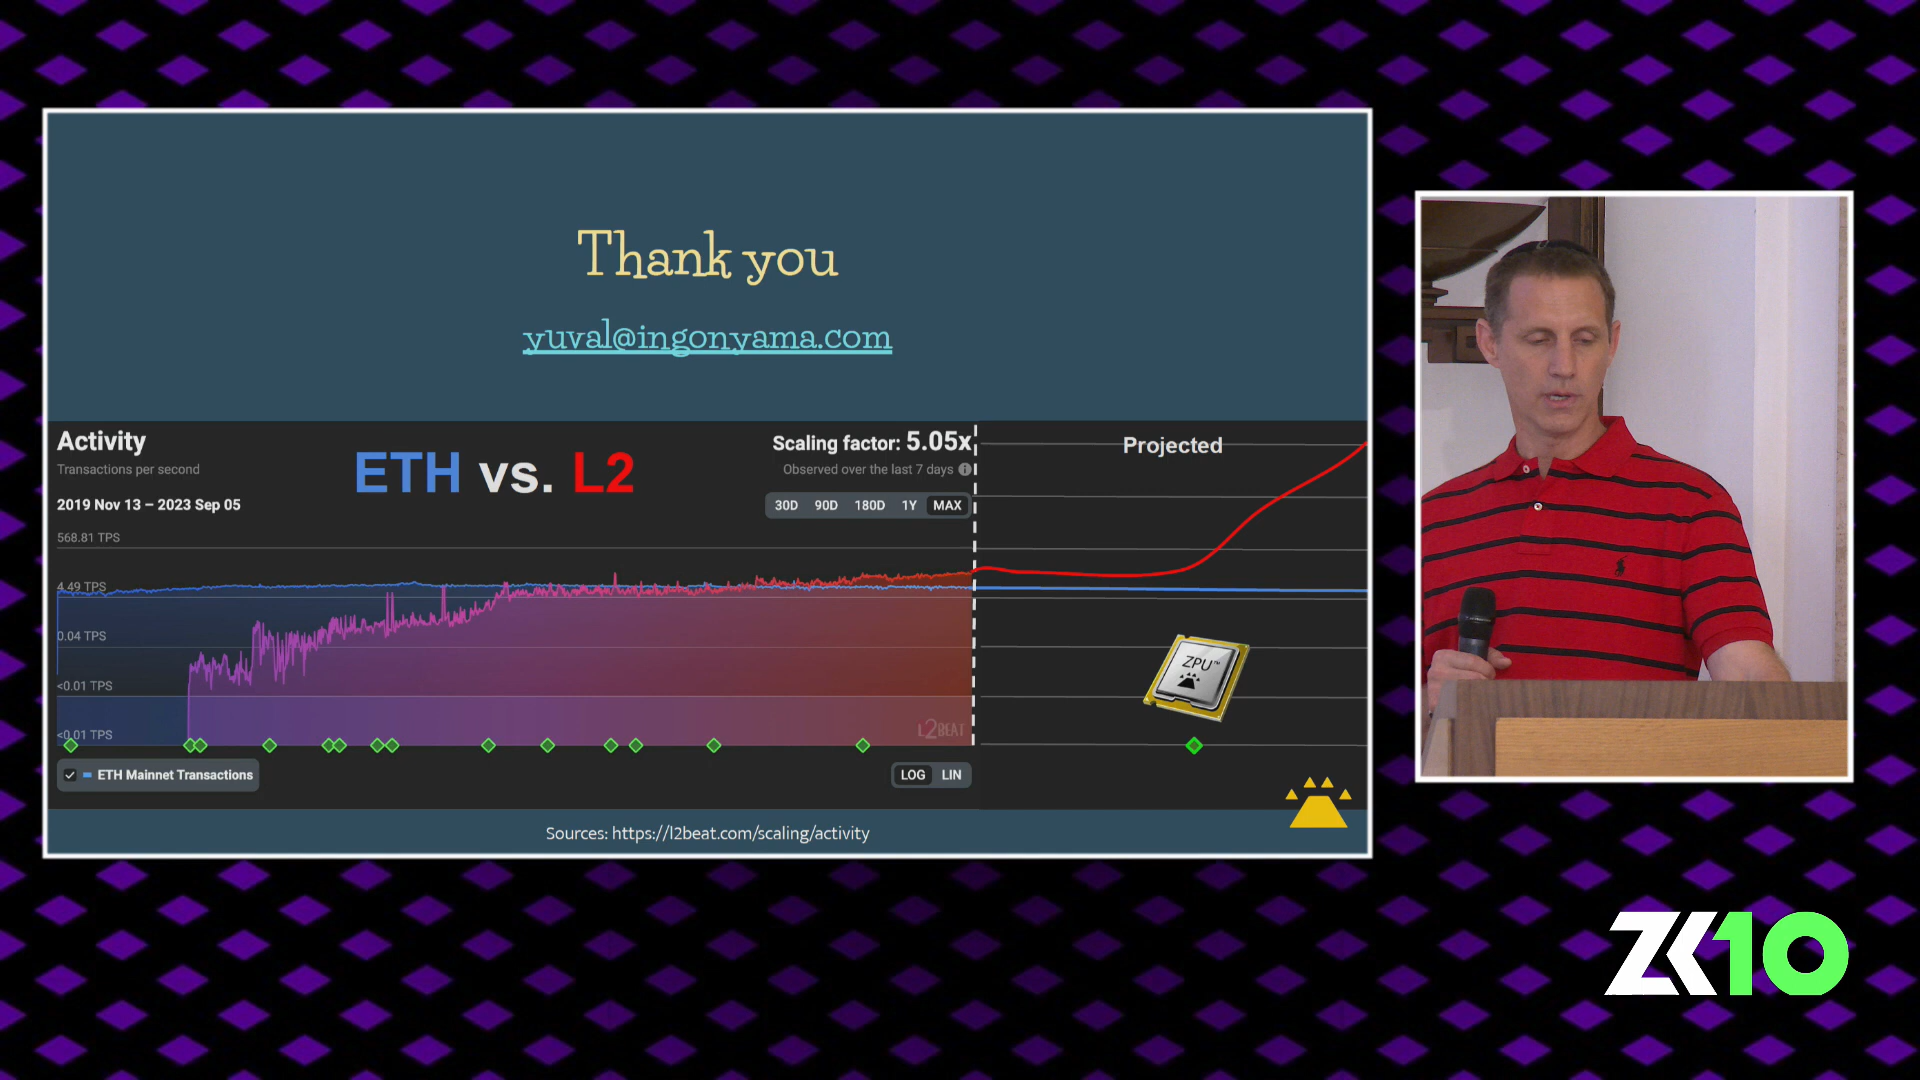 Thank you
yuval@ingonyama.com
Activity
Transactions per second
2019 Nov 13 – 2023 Sep 05
ETH vs. L2
Scaling factor: 5.05x
Observed over the last 7 days
30D 90D 180D 1Y MAX
Projected
568.81 TPS
4.49 TPS
0.04 TPS
<0.01 TPS
<0.01 TPS
L2BEAT
ZPU™
ETH Mainnet Transactions
LOG LIN
Sources: https://l2beat.com/scaling/activity
ZK10